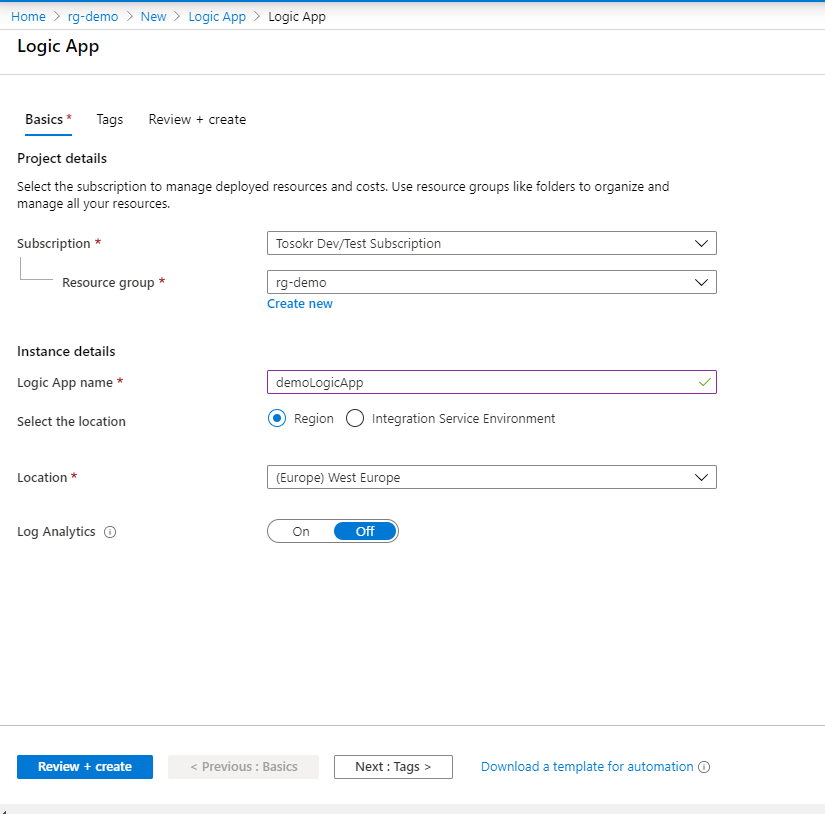 Home > rg-demo > New > Logic App > Logic App
Logic App
Basics * Tags Review + create
Project details
Select the subscription to manage deployed resources and costs. Use resource groups like folders to organize and
manage all your resources.
Subscription * Tosokr Dev/Test Subscription
Resource group * rg-demo
Create new
Instance details
Logic App name * demoLogicApp
Select the location Region Integration Service Environment
Location * (Europe) West Europe
Log Analytics On Off
Review + create < Previous : Basics Next : Tags > Download a template for automation